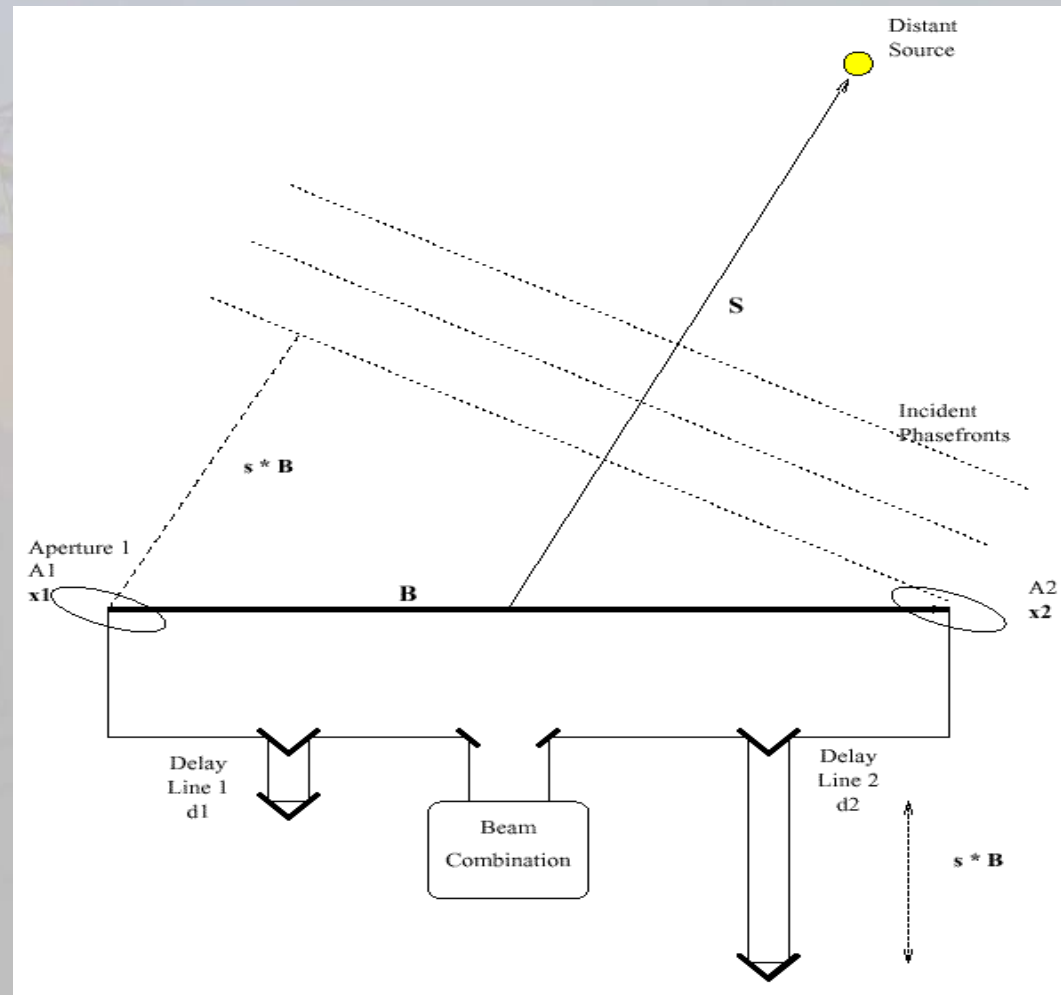 Distant
Source
S
Incident
Phasefronts
s * B
Aperture 1
A1
x1
B
A2
x2
Delay
Line 1
d1
Delay
Line 2
d2
Beam
Combination
s * B